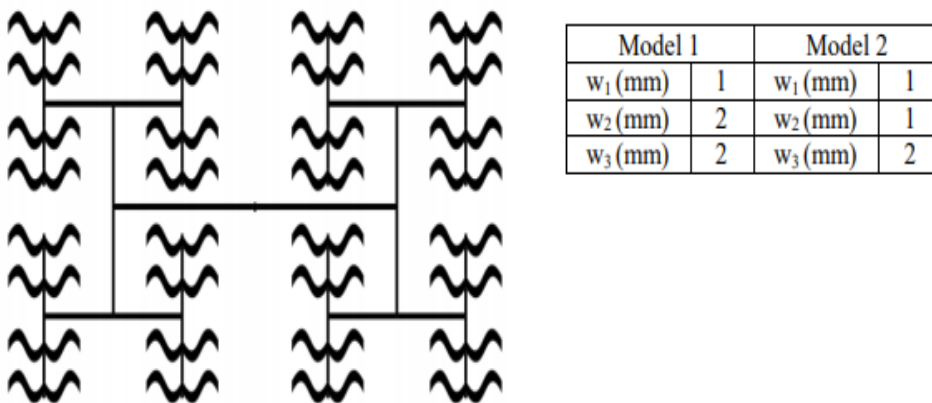 Model 1 Model 2
w₁ (mm) 1 w₁ (mm) 1
w₂ (mm) 2 w₂ (mm) 1
w₃ (mm) 2 w₃ (mm) 2